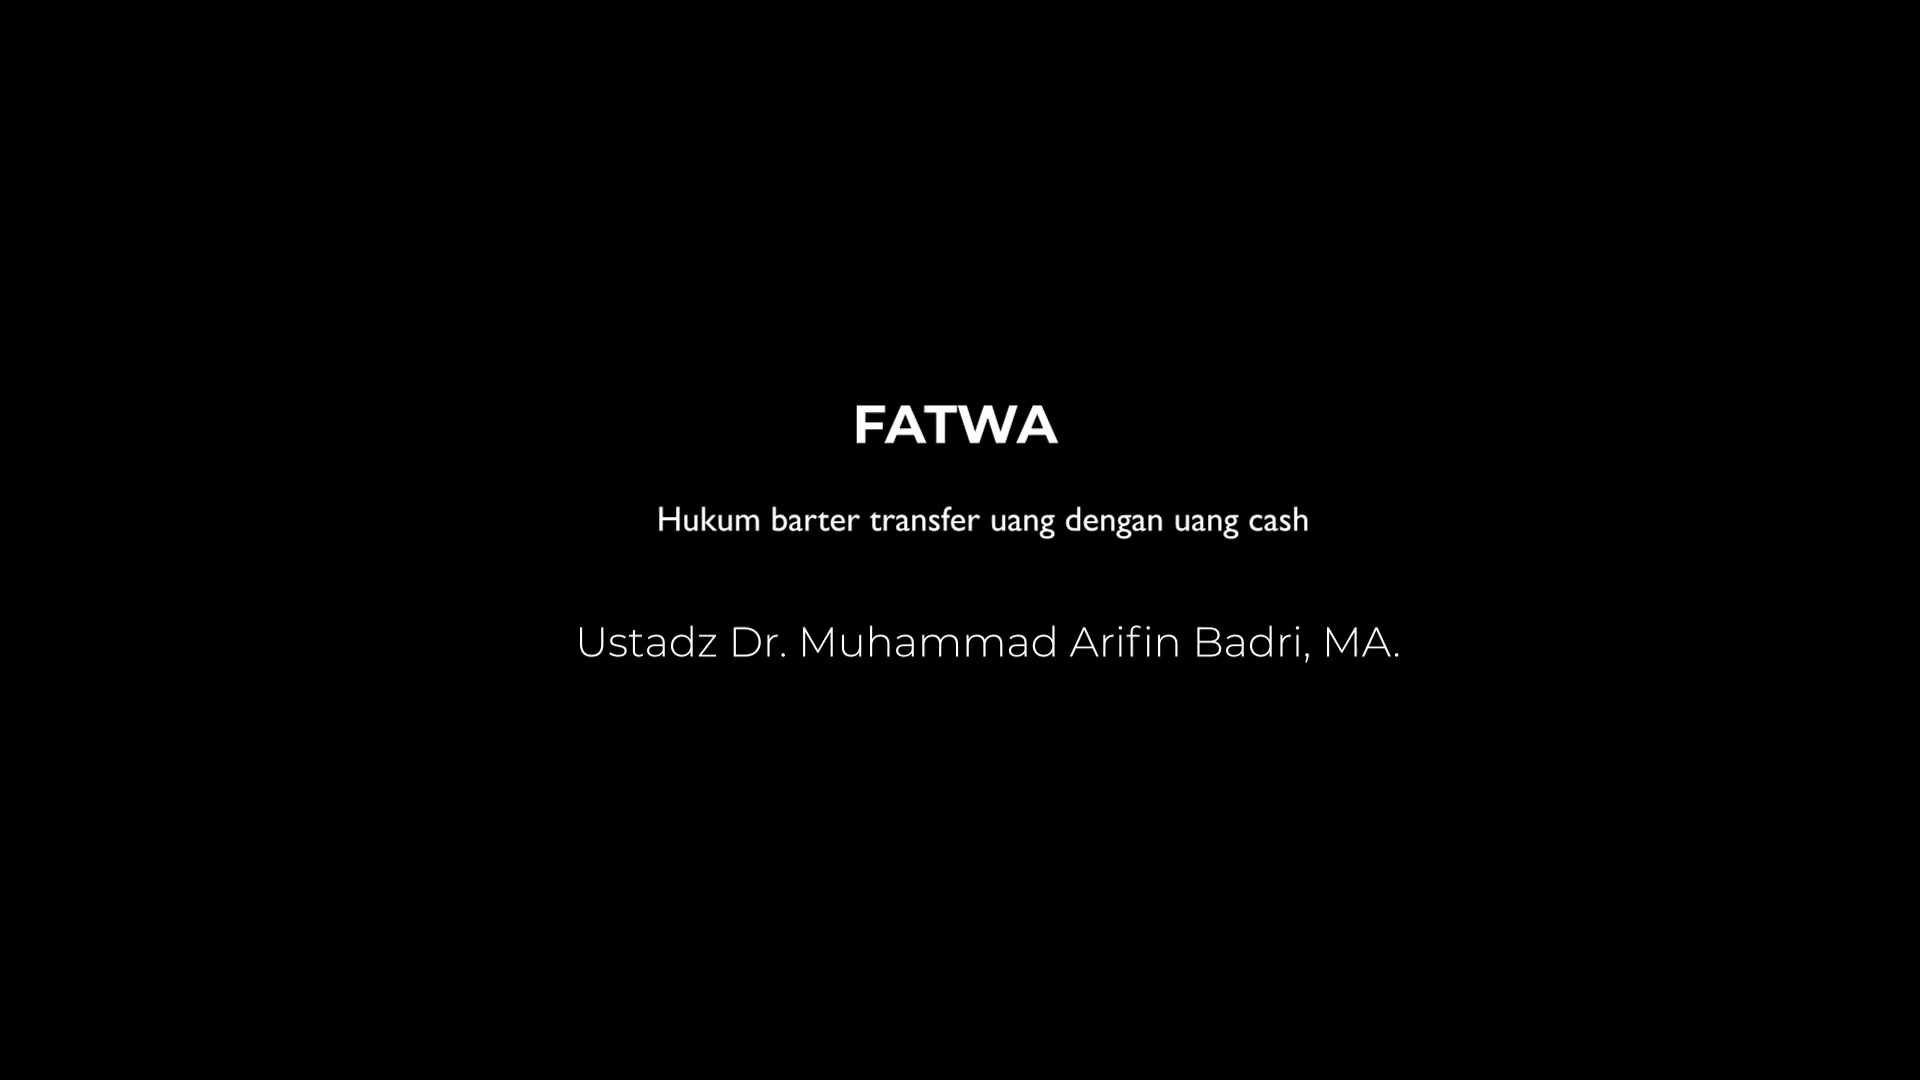 FATWA
Hukum barter transfer uang dengan uang cash
Ustadz Dr. Muhammad Arifin Badri, MA.